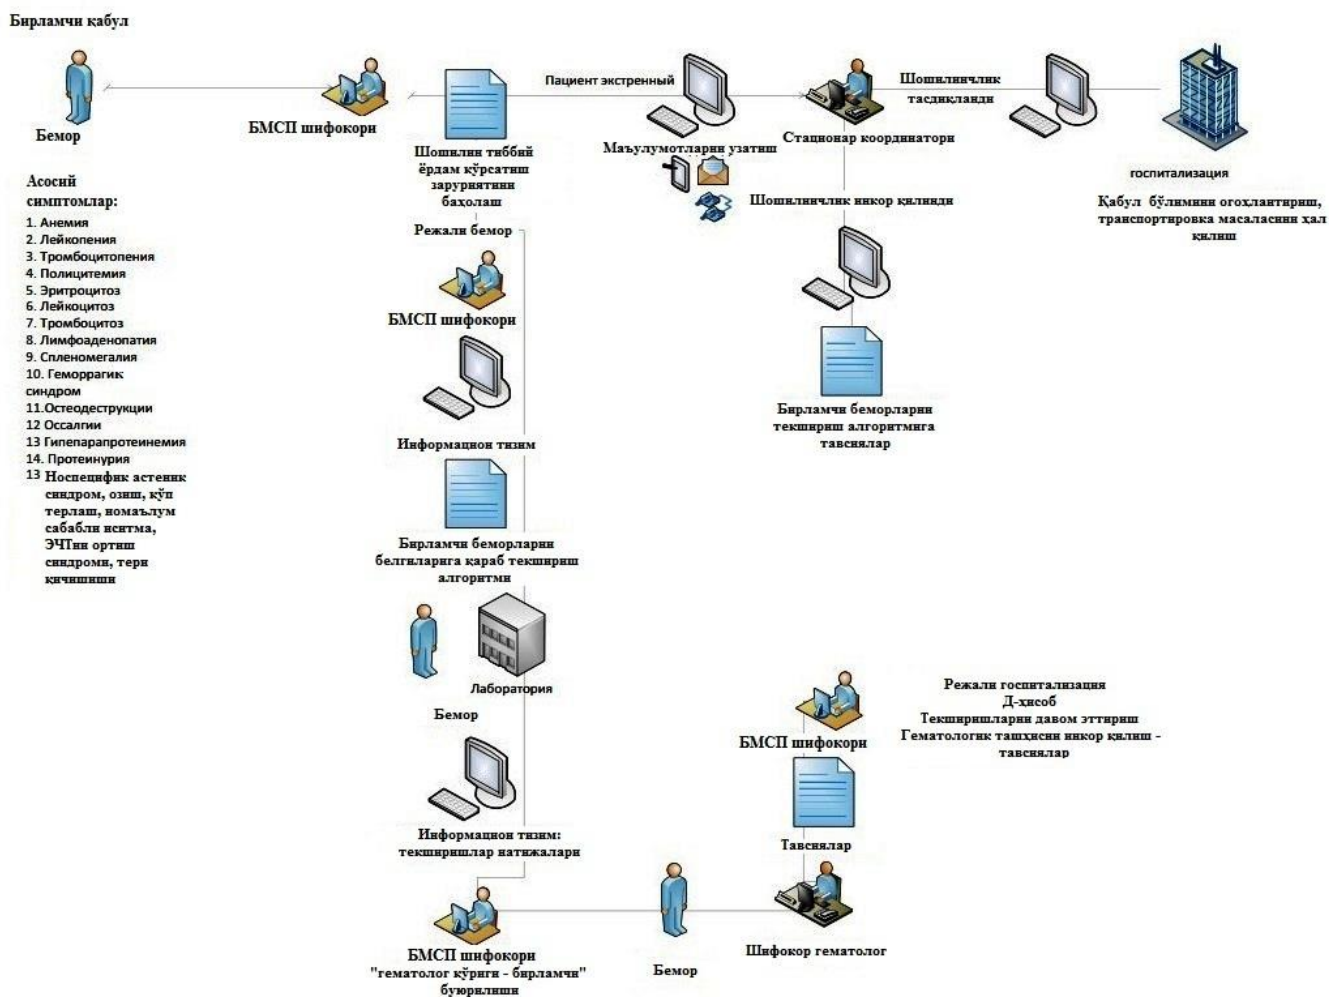 Бирламчи қабул
Бемор
БМСП шифокори
Шошилин тиббий
ёрдам кўрсатиш
заруриятини
баҳолаш
Пациент экстренный
Маъулумотларни узатиш
Стационар координатори
Шошилинчлик
тасдиқланди
госпитализация
Қабул бўлимини огоҳлантириш,
транспортировка масаласини ҳал
қилиш
Асосий
симптомлар:
1. Анемия
2. Лейкопения
3. Тромбоцитопения
4. Полицитемия
5. Эритроцитоз
6. Лейкоцитоз
7. Тромбоцитоз
8. Лимфоаденопатия
9. Спленомегалия
10. Геморрагик
синдром
11.Остеодеструкции
12 Оссалгии
13 Гипепарапротеинемия
14. Протеинурия
13 Носпецифик астеник
синдром, озиш, кўп
терлаш, номаълум
сабабли иситма,
ЭЧТни ортиш
синдроми, тери
қичишиши
Режали бемор
БМСП шифокори
Информацион тизим
Бирламчи беморларни
белгиларига қараб текшириш
алгоритми
Шошилинчлик инкор қилинди
Бирламчи беморларни
текшириш алгоритмига
тавсиялар
Лаборатория
Бемор
Информацион тизим:
текширишлар натижалари
БМСП шифокори
"гематолог кўриги - бирламчи"
буюрилиши
Бемор
Шифокор гематолог
Тавсиялар
БМСП шифокори
Режали госпитализация
Д-ҳисоб
Текширишларни давом эттириш
Гематологик ташҳисни инкор қилиш -
тавсиялар